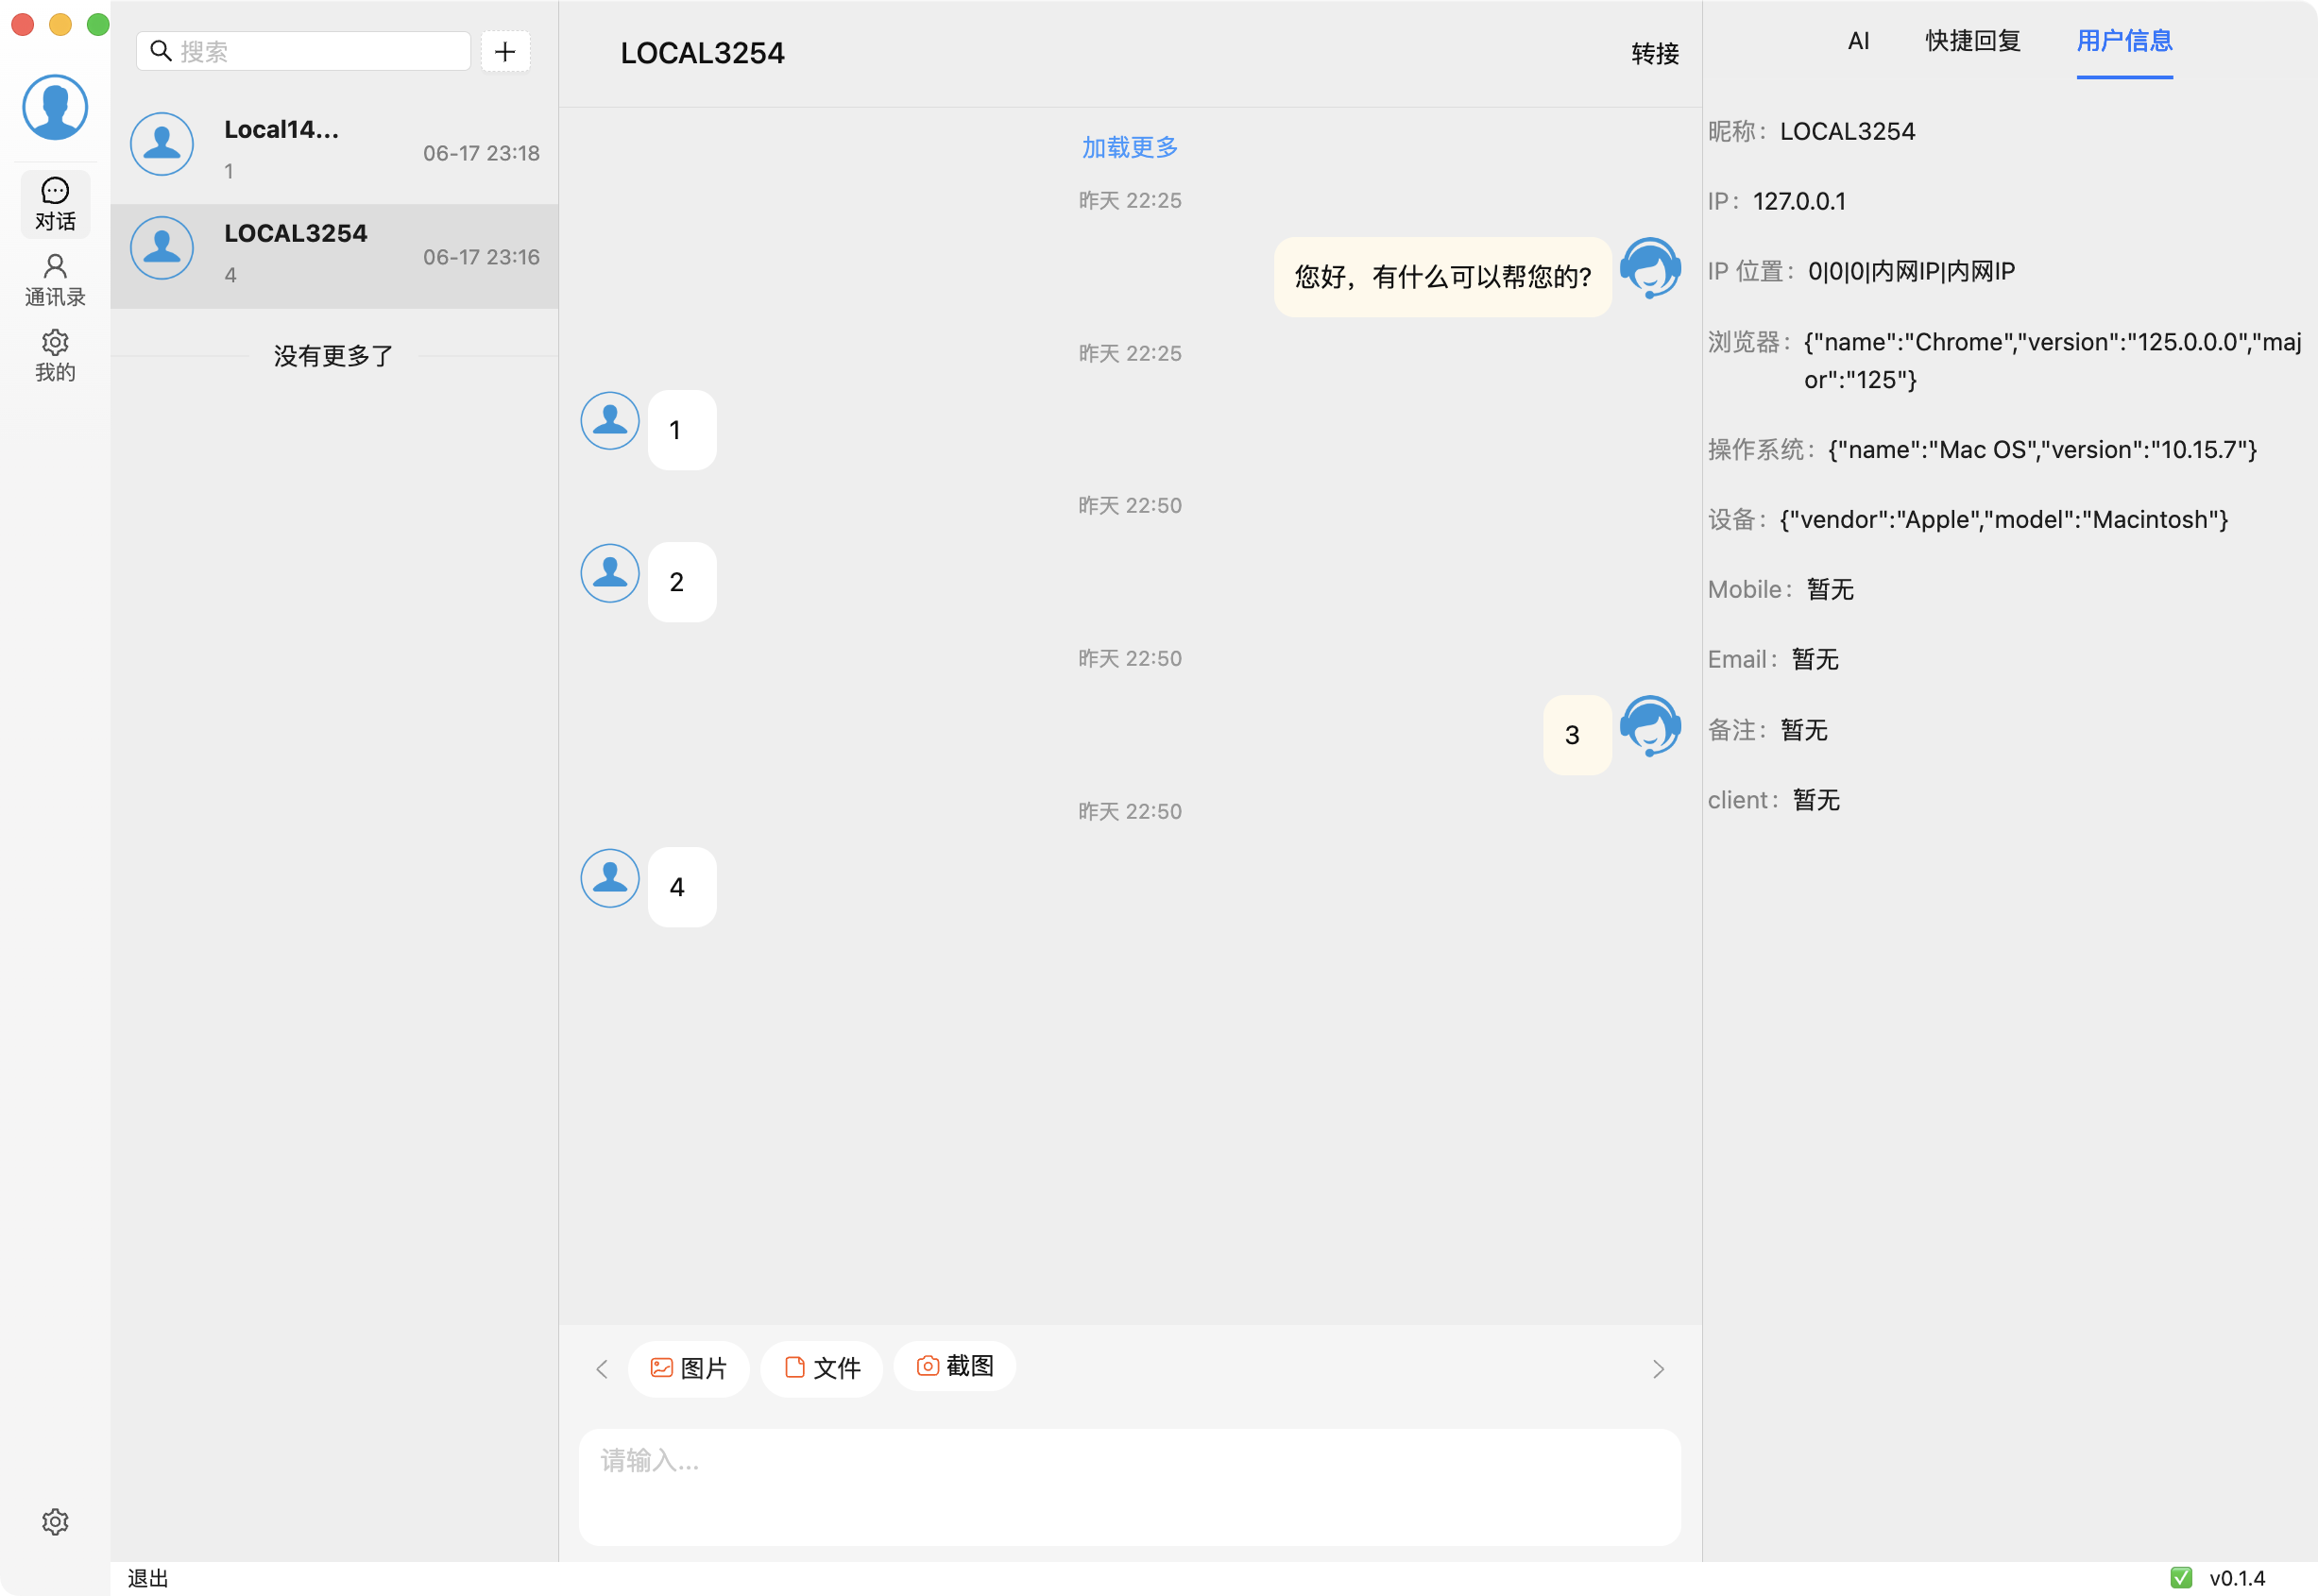 搜索
Local14...
06-17 23:18
1
LOCAL3254
06-17 23:16
4
没有更多了
对话
通讯录
我的
LOCAL3254
转接
加载更多
昨天 22:25
您好，有什么可以帮您的?
昨天 22:25
1
昨天 22:50
2
昨天 22:50
3
昨天 22:50
4
图片
文件
截图
请输入...
AI
快捷回复
用户信息
昵称： LOCAL3254
IP： 127.0.0.1
IP 位置： 0|0|0|内网IP|内网IP
浏览器： {"name":"Chrome","version":"125.0.0.0","maj
or":"125"}
操作系统： {"name":"Mac OS","version":"10.15.7"}
设备： {"vendor":"Apple","model":"Macintosh"}
Mobile： 暂无
Email： 暂无
备注： 暂无
client： 暂无
退出
v0.1.4